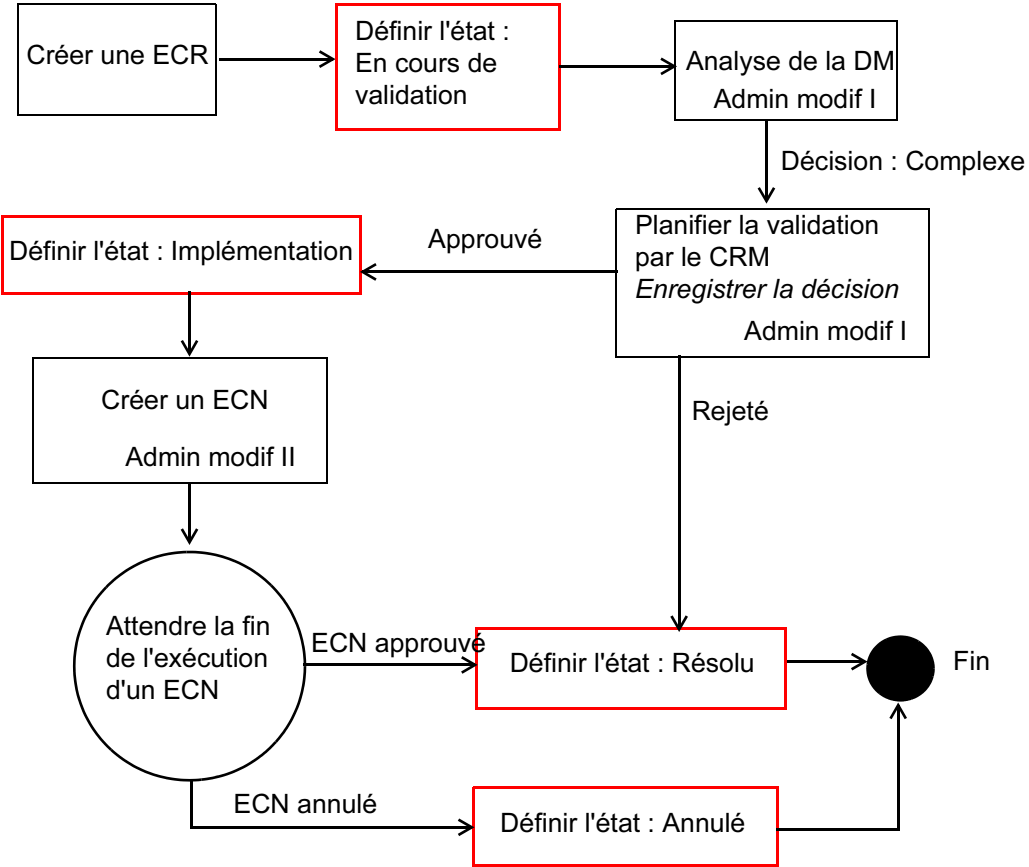 Créer une ECR
Définir l'état :
En cours de
validation
Analyse de la DM
Admin modif I
Décision : Complexe
Planifier la validation
par le CRM
Enregistrer la décision
Admin modif I
Approuvé
Définir l'état : Implémentation
Créer un ECN
Admin modif II
Rejeté
Attendre la fin
de l'exécution
d'un ECN
ECN approuvé
Définir l'état : Résolu
Fin
ECN annulé
Définir l'état : Annulé